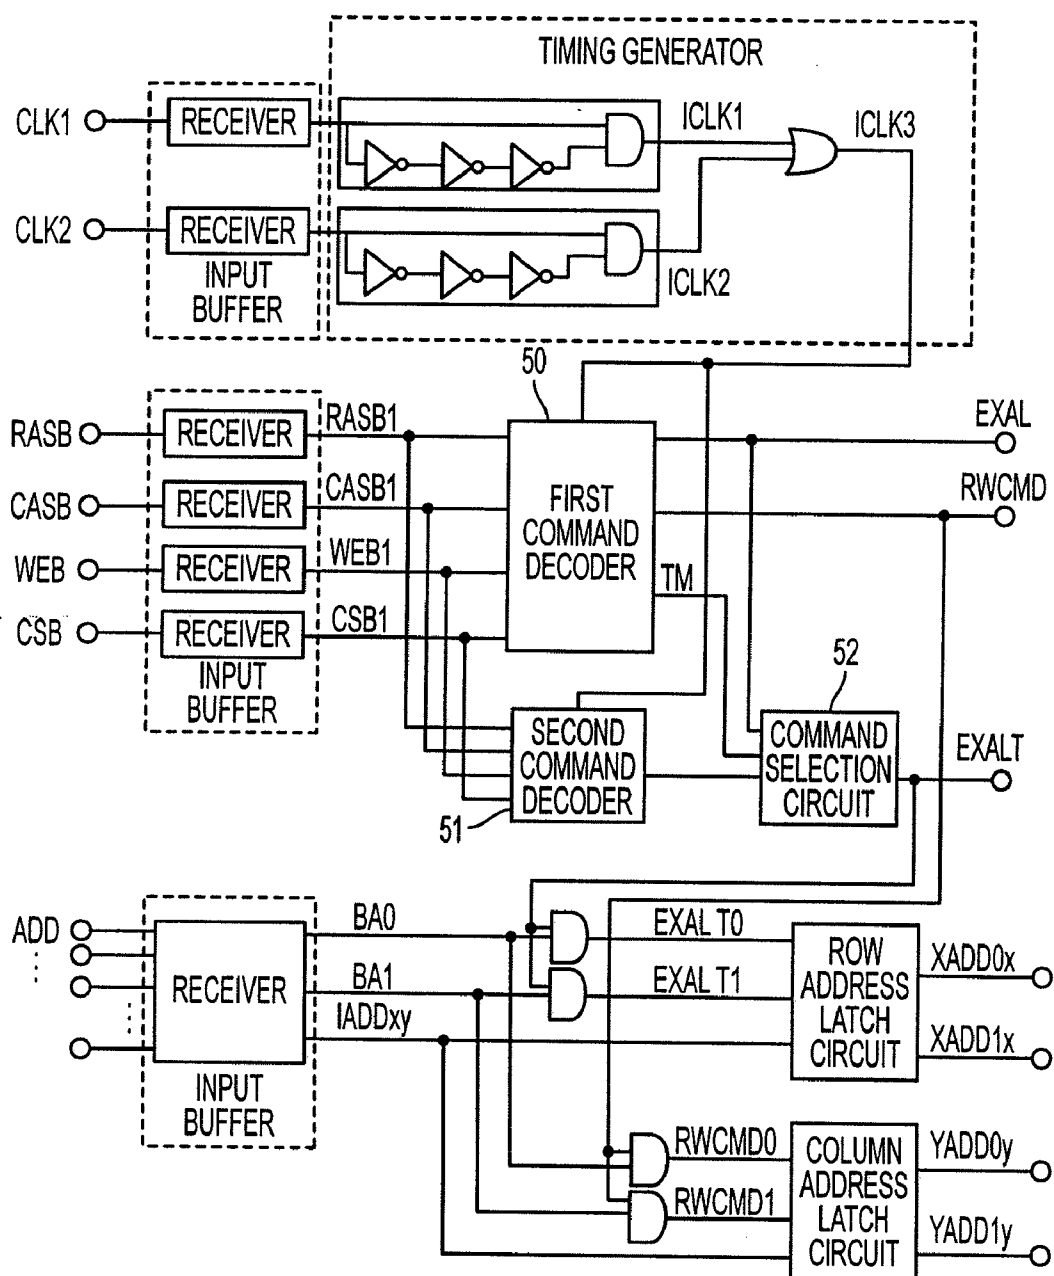 TIMING GENERATOR
CLK1
RECEIVER
ICLK1
ICLK3
CLK2
RECEIVER
INPUT
BUFFER
ICLK2
50
RASB
RECEIVER
RASB1
EXAL
CASB
RECEIVER
CASB1
FIRST
COMMAND
DECODER
RWCMD
WEB
RECEIVER
WEB1
TM
CSB
RECEIVER
CSB1
INPUT
BUFFER
52
SECOND
COMMAND
DECODER
51
COMMAND
SELECTION
CIRCUIT
EXALT
ADD
RECEIVER
INPUT
BUFFER
BA0
BA1
IADDxy
EXAL T0
EXAL T1
ROW
ADDRESS
LATCH
CIRCUIT
XADD0x
XADD1x
RWCMD0
RWCMD1
COLUMN
ADDRESS
LATCH
CIRCUIT
YADD0y
YADD1y